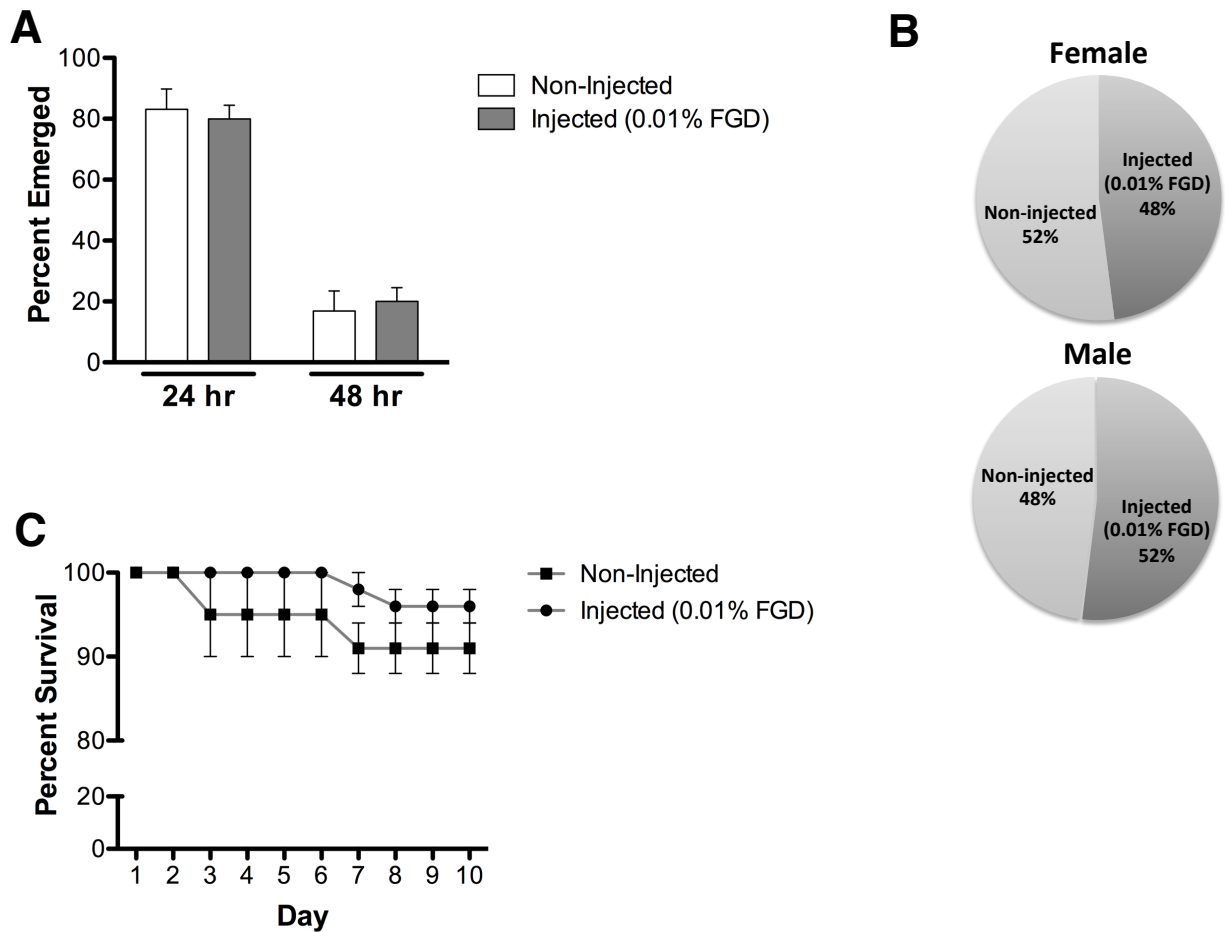 A
100
80
60
40
20
0
Percent Emerged
24 hr
48 hr
Non-Injected
Injected (0.01% FGD)
B
Female
Injected
(0.01% FGD)
48%
Non-injected
52%
Male
Non-injected
48%
Injected
(0.01% FGD)
52%
C
100
90
80
20
0
Percent Survival
1 2 3 4 5 6 7 8 9 10
Day
Non-Injected
Injected (0.01% FGD)